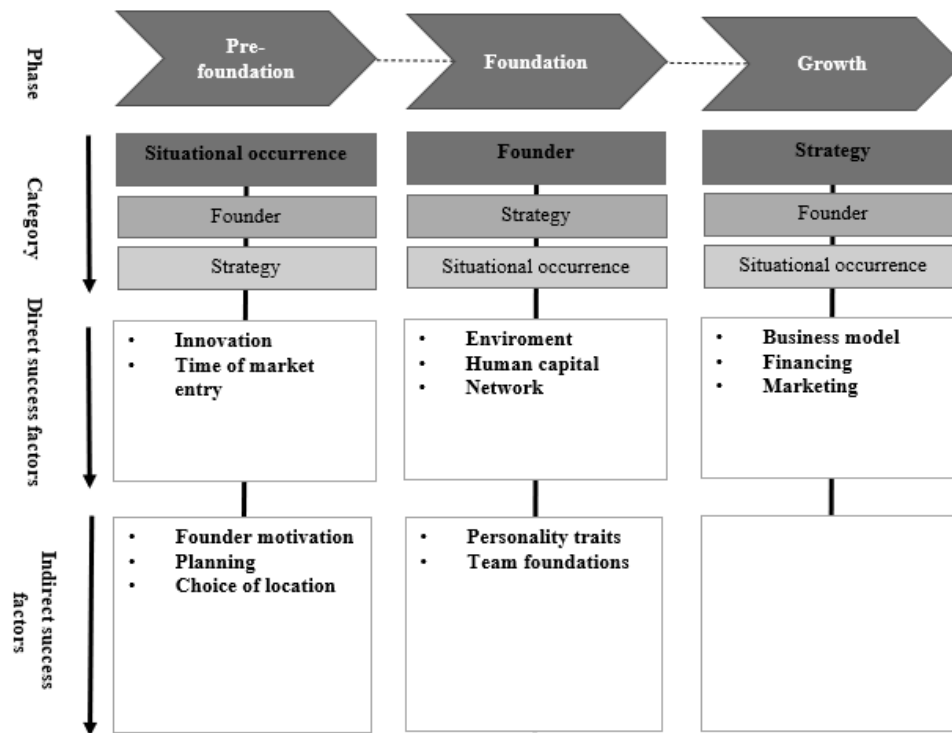 Phase
Pre-
foundation
Foundation
Growth
Category
Situational occurrence
Founder
Strategy
Founder
Strategy
Situational occurrence
Strategy
Founder
Situational occurrence
Direct success factors
• Innovation
• Time of market
entry
• Enviroment
• Human capital
• Network
• Business model
• Financing
• Marketing
Indirect success
factors
• Founder motivation
• Planning
• Choice of location
• Personality traits
• Team foundations